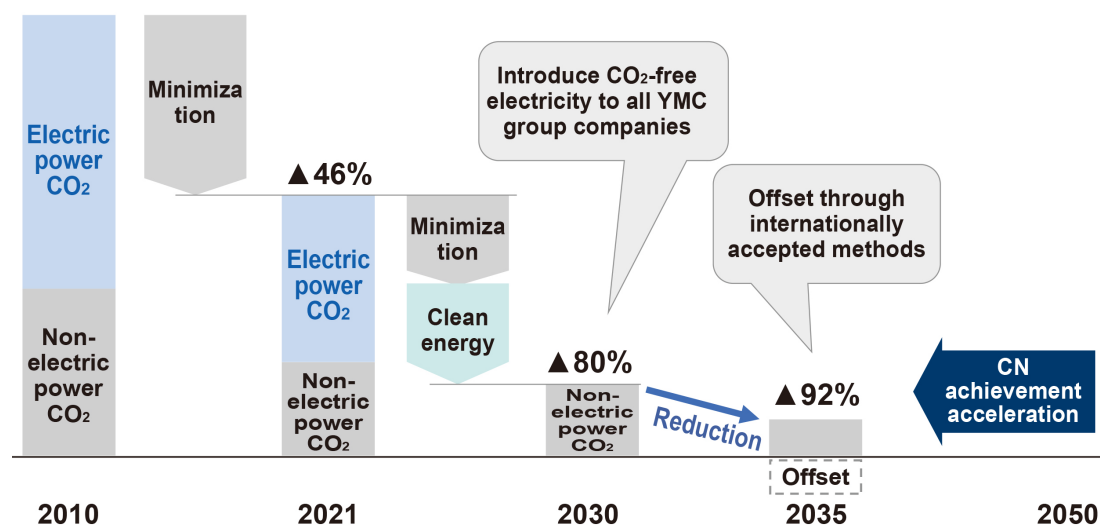 Electric
power
CO₂
Non-
electric
power
CO₂
Minimiza
tion
▲46%
Electric
power
CO₂
Non-
electric
power
CO₂
Minimiza
tion
Clean
energy
Introduce CO₂-free
electricity to all YMC
group companies
▲80%
Non-
electric
power
CO₂
Reduction
Offset through
internationally
accepted methods
▲92%
Offset
CN
achievement
acceleration
2010
2021
2030
2035
2050